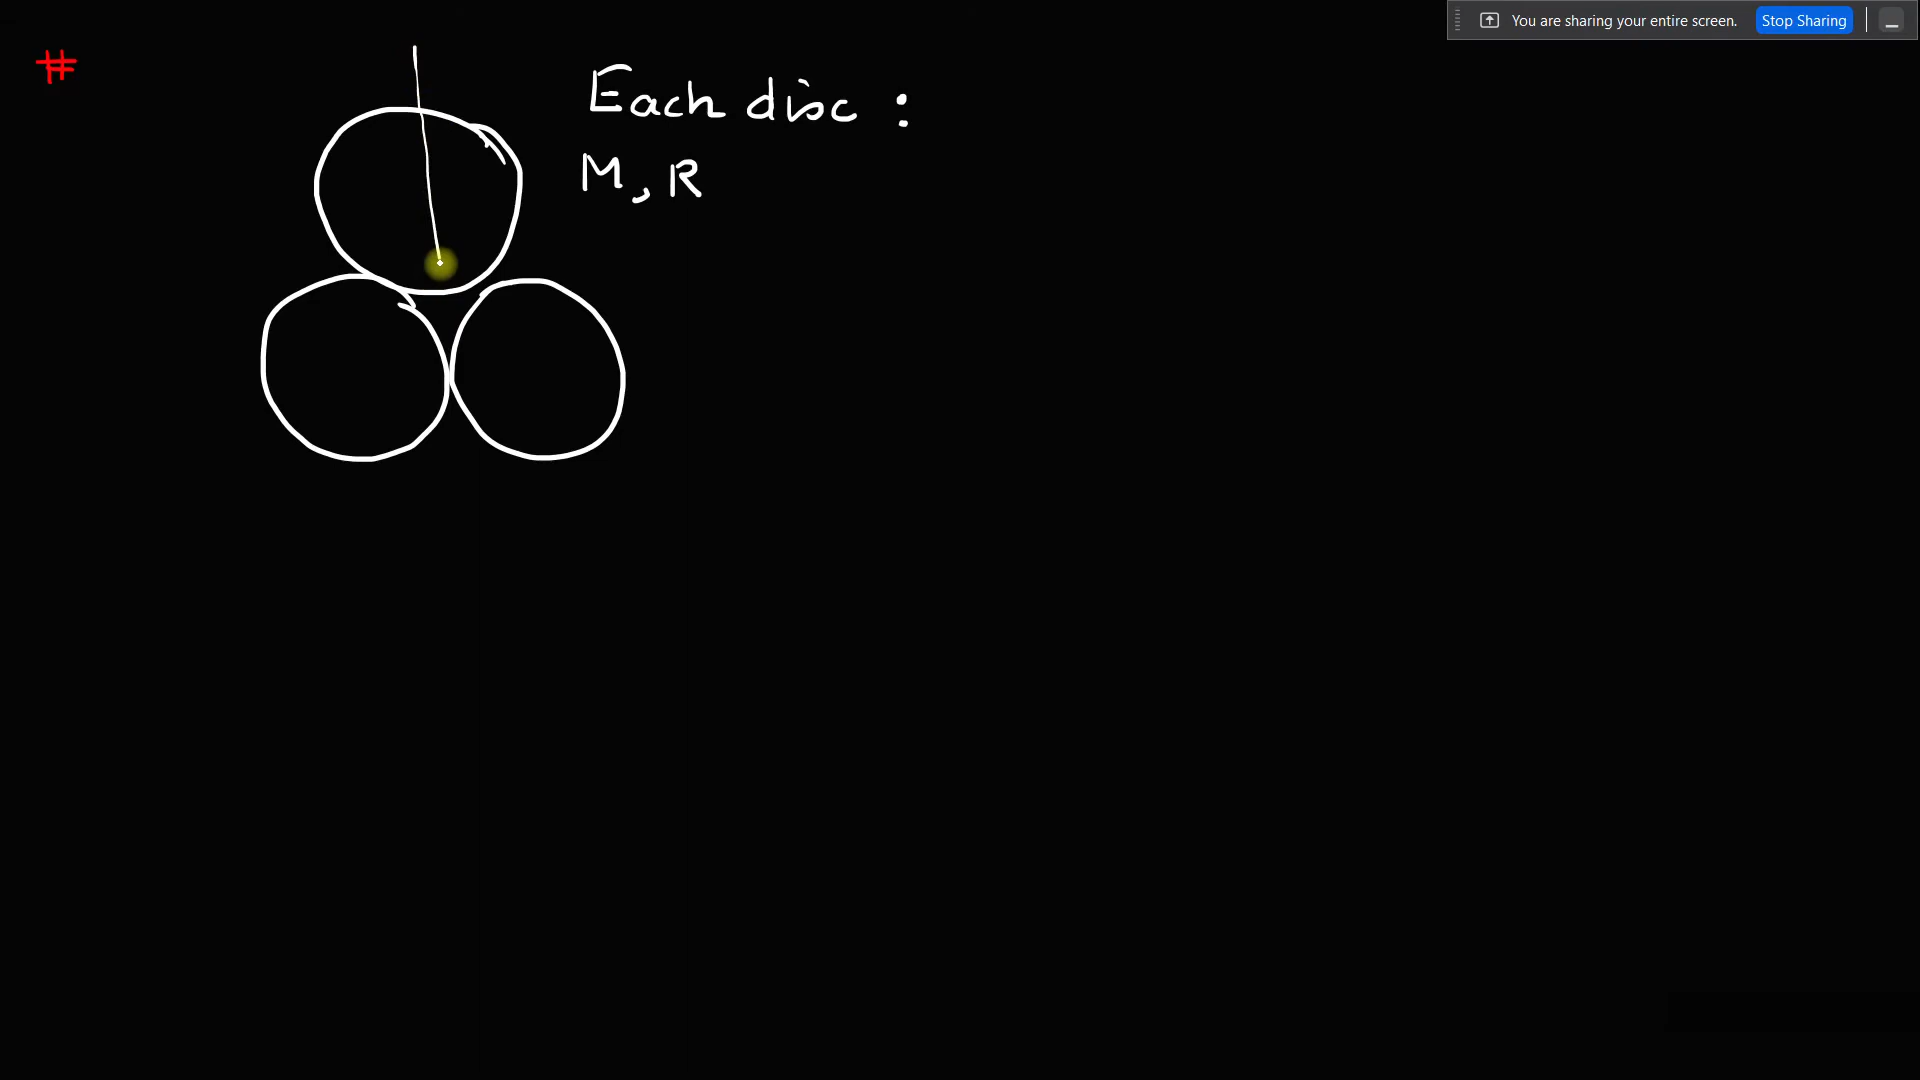 You are sharing your entire screen. Stop Sharing
#
Each disc :
M, R